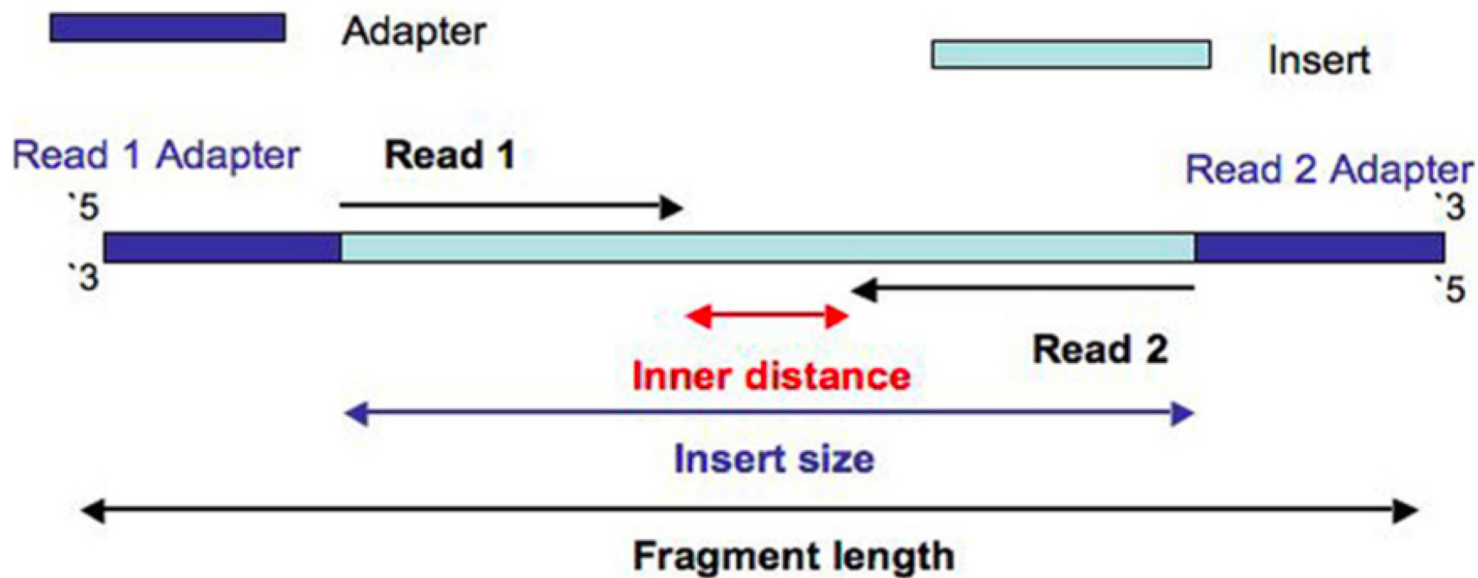 Adapter
Insert
Read 1 Adapter
Read 1
Read 2 Adapter
`5
`3
`3
`5
Read 2
Inner distance
Insert size
Fragment length